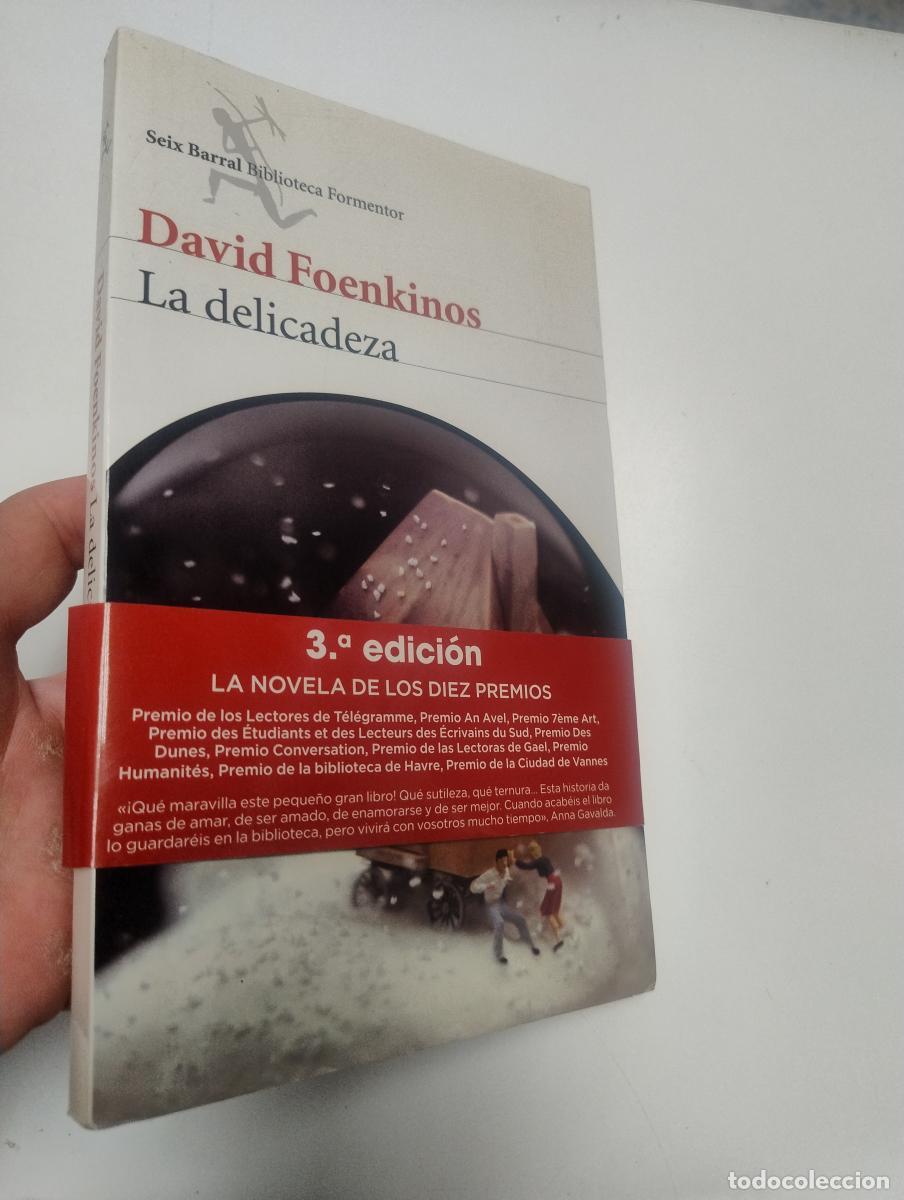 Seix Barral Biblioteca Formentor
David Foenkinos
La delicadeza
David Foenkinos La delic
3.ª edición
LA NOVELA DE LOS DIEZ PREMIOS
Premio de los Lectores de Télégramme, Premio An Avel, Premio 7ème Art,
Premio des Étudiants et des Lecteurs des Écrivains du Sud, Premio Des
Dunes, Premio Conversation, Premio de las Lectoras de Gael, Premio
Humanités, Premio de la biblioteca de Havre, Premio de la Ciudad de Vannes
«¡Qué maravilla este pequeño gran libro! Qué sutileza, qué ternura... Esta historia da
ganas de amar, de ser amado, de enamorarse y de ser mejor. Cuando acabéis el libro
lo guardaréis en la biblioteca, pero vivirá con vosotros mucho tiempo», Anna Gavalda.
todocoleccion